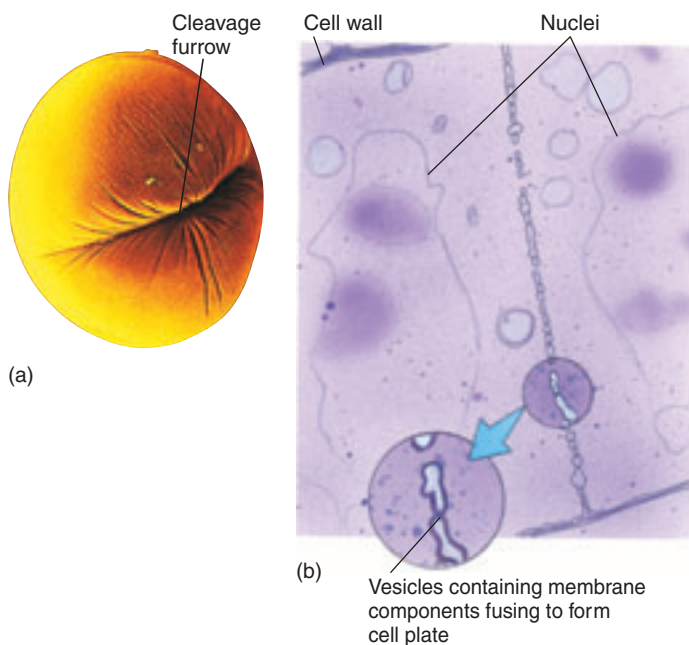 Cleavage
furrow
Cell wall
Nuclei
(a)
(b)
Vesicles containing membrane
components fusing to form
cell plate